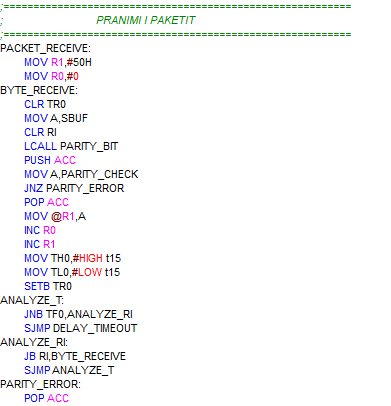 ;==========================================================
;                    PRANIMI I PAKETIT
;==========================================================
PACKET_RECEIVE:
MOV R1,#50H
MOV R0,#0
BYTE_RECEIVE:
CLR TR0
MOV A,SBUF
CLR RI
LCALL PARITY_BIT
PUSH ACC
MOV A,PARITY_CHECK
JNZ PARITY_ERROR
POP ACC
MOV @R1,A
INC R0
INC R1
MOV TH0,#HIGH t15
MOV TL0,#LOW t15
SETB TR0
ANALYZE_T:
JNB TF0,ANALYZE_RI
SJMP DELAY_TIMEOUT
ANALYZE_RI:
JB RI,BYTE_RECEIVE
SJMP ANALYZE_T
PARITY_ERROR:
POP ACC